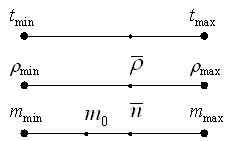 t_min t_max
ρ̅
ρ_min ρ_max
m_0 n̅
m_min m_max